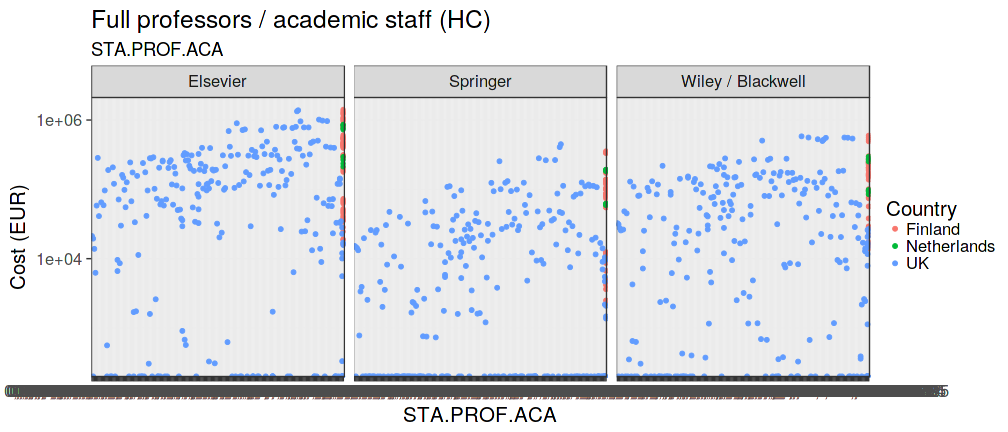 Full professors / academic staff (HC)
STA.PROF.ACA
Elsevier
Springer
Wiley / Blackwell
1e+06
1e+04
Cost (EUR)
STA.PROF.ACA
Country
Finland
Netherlands
UK